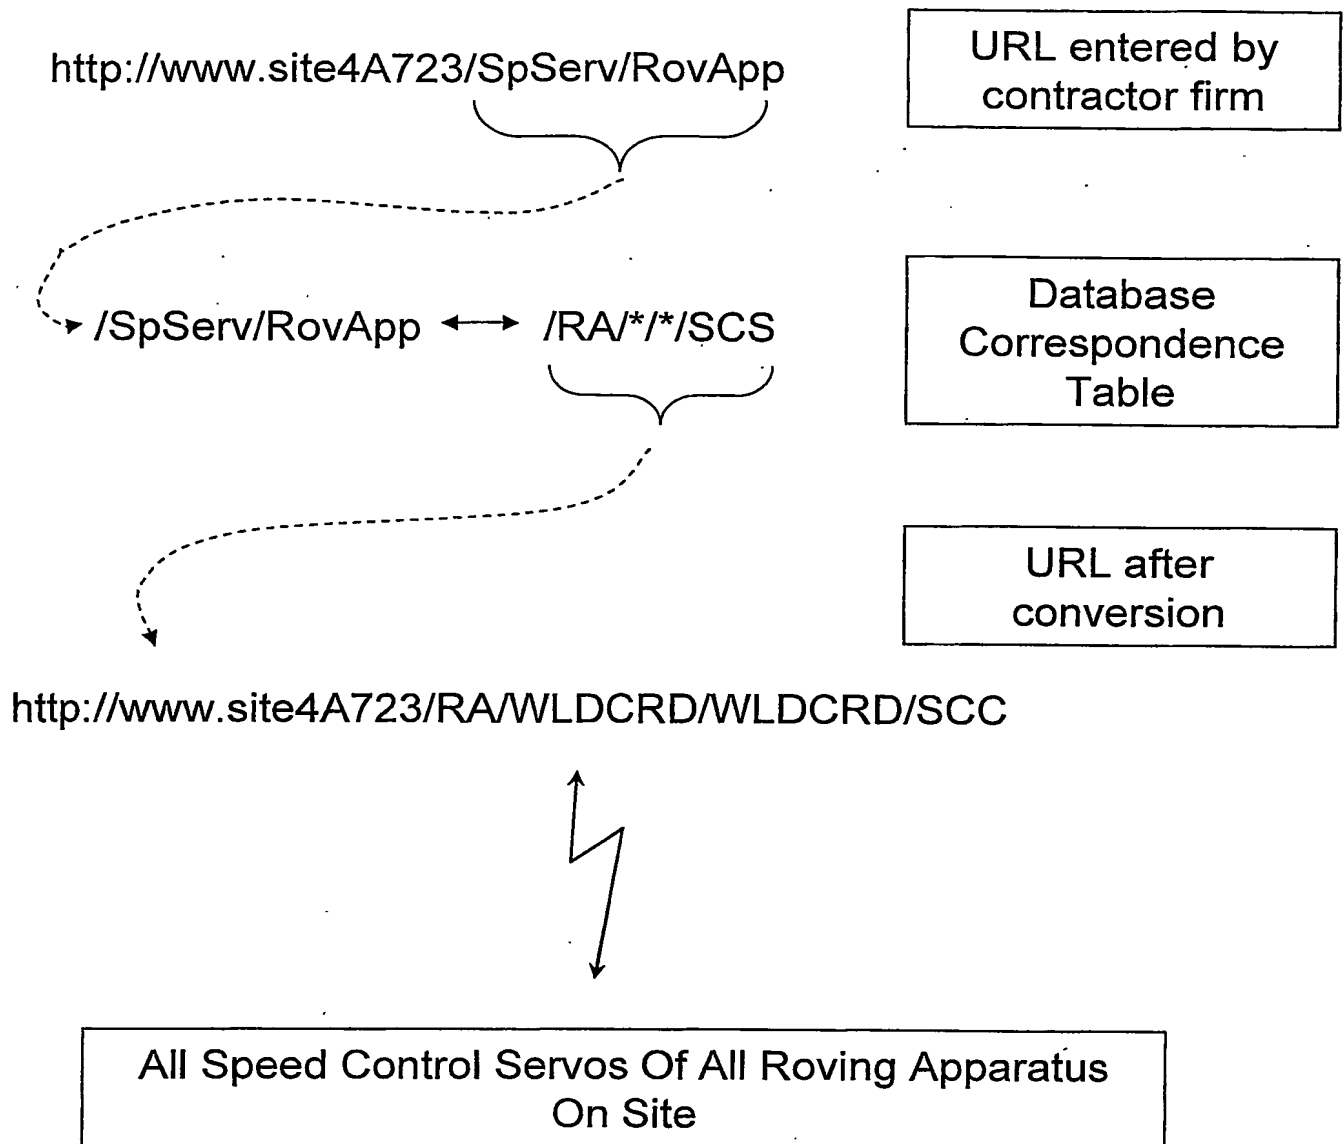 http://www.site4A723/SpServ/RovApp
URL entered by
contractor firm
/SpServ/RovApp
/RA/*/*/SCS
Database
Correspondence
Table
URL after
conversion
http://www.site4A723/RA/WLDCRD/WLDCRD/SCC
All Speed Control Servos Of All Roving Apparatus
On Site